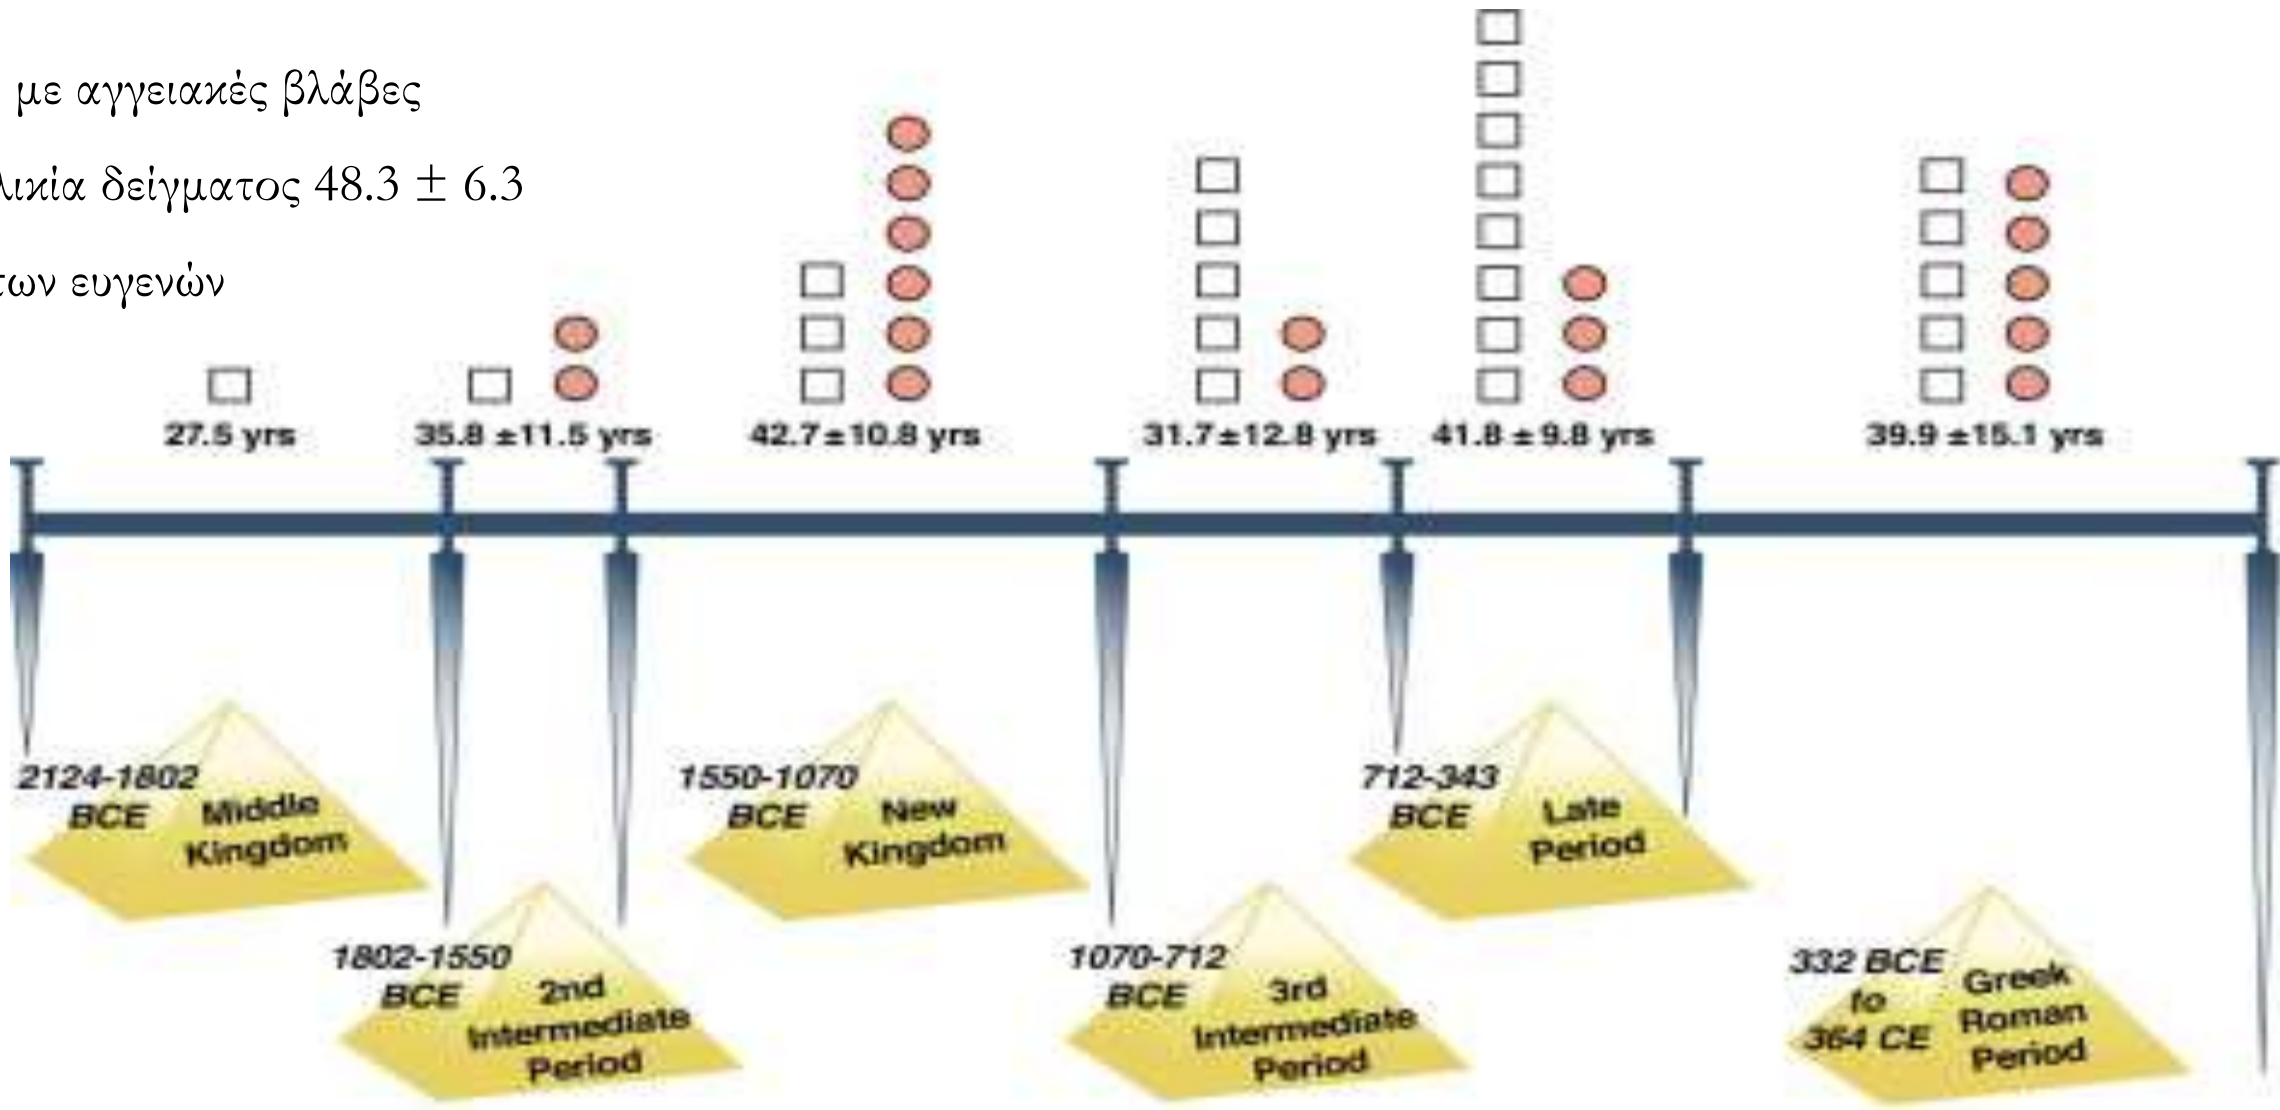 με αγγειακές βλάβες
λικία δείγματος 48.3 ± 6.3
των ευγενών
27.5 yrs
35.8 ±11.5 yrs
42.7±10.8 yrs
31.7±12.8 yrs
41.8 ±9.8 yrs
39.9 ±15.1 yrs
2124-1802
BCE
Middle
Kingdom
1802-1550
BCE
2nd
Intermediate
Period
1550-1070
BCE
New
Kingdom
1070-712
BCE
3rd
Intermediate
Period
712-343
BCE
Late
Period
332 BCE
to
364 CE
Greek
Roman
Period